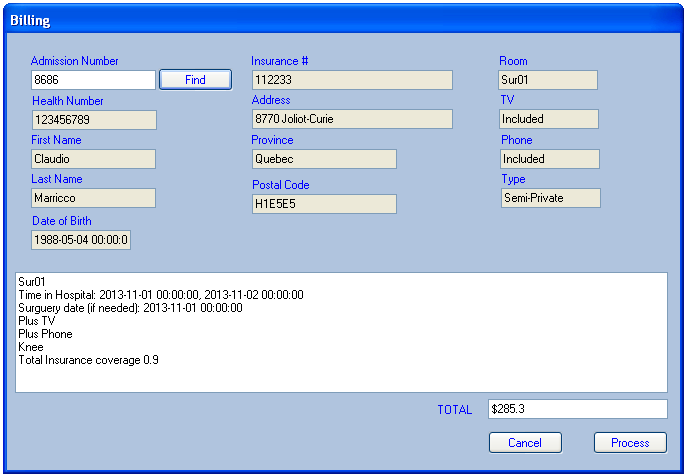 Billing
Admission Number
8686
Find
Health Number
123456789
First Name
Claudio
Last Name
Marricco
Date of Birth
1988-05-04 00:00:0
Insurance #
112233
Address
8770 Joliot-Curie
Province
Quebec
Postal Code
H1E5E5
Room
Sur01
TV
Included
Phone
Included
Type
Semi-Private
Sur01
Time in Hospital: 2013-11-01 00:00:00, 2013-11-02 00:00:00
Surguery date (if needed): 2013-11-01 00:00:00
Plus TV
Plus Phone
Knee
Total Insurance coverage 0.9
TOTAL
$285.3
Cancel
Process